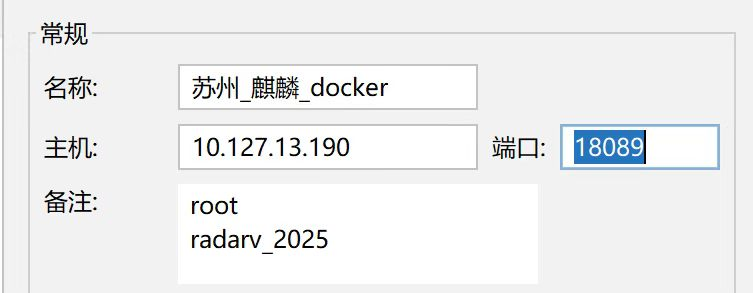 常规
名称: 苏州_麒麟_docker
主机: 10.127.13.190 端口: 18089
备注: root
radarv_2025